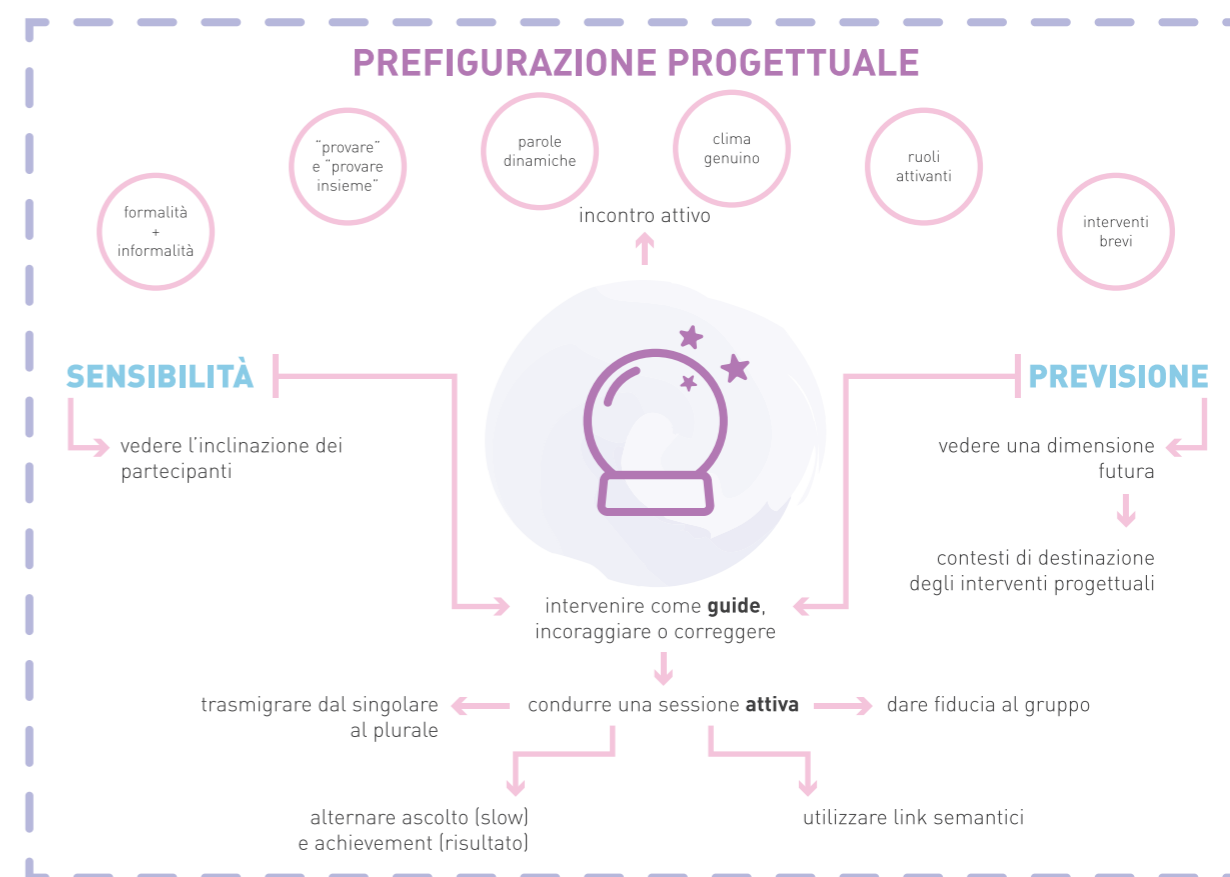 PREFIGURAZIONE PROGETTUALE
formalità
+
informalità
“provare”
e “provare
insieme”
parole
dinamiche
clima
genuino
ruoli
attivanti
interventi
brevi
incontro attivo
SENSIBILITÀ
vedere l’inclinazione dei
partecipanti
PREVISIONE
vedere una dimensione
futura
contesti di destinazione
degli interventi progettuali
intervenire come guide,
incoraggiare o correggere
trasmigrare dal singolare
al plurale
condurre una sessione attiva
dare fiducia al gruppo
alternare ascolto (slow)
e achievement (risultato)
utilizzare link semantici